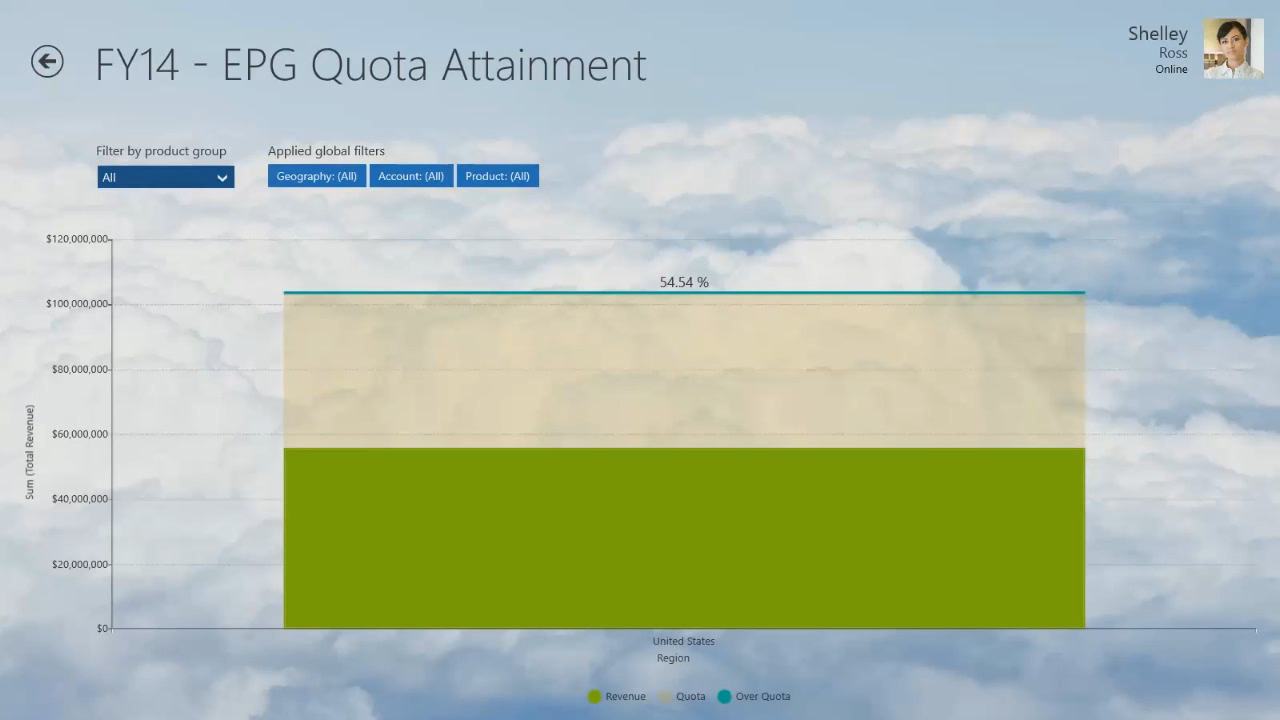 FY14 - EPG Quota Attainment
Shelley
Ross
Online
Filter by product group
All
Applied global filters
Geography: (All)
Account: (All)
Product: (All)
Sum (Total Revenue)
$120,000,000
$100,000,000
$80,000,000
$60,000,000
$40,000,000
$20,000,000
$0
54.54 %
United States
Region
Revenue
Quota
Over Quota